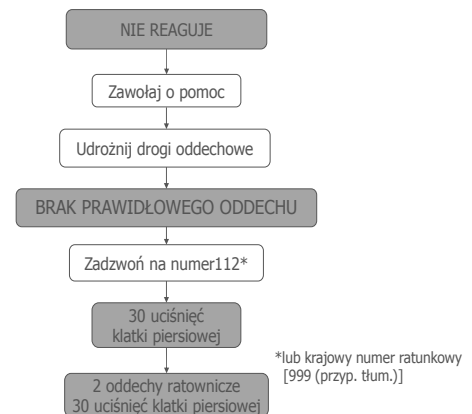 NIE REAGUJE
Zawołaj o pomoc
Udrożnij drogi oddechowe
BRAK PRAWIDŁOWEGO ODDECHU
Zadzwoń na numer112*
30 uciśnięć
klatki piersiowej
*lub krajowy numer ratunkowy
[999 (przyp. tłum.)]
2 oddechy ratownicze
30 uciśnięć klatki piersiowej